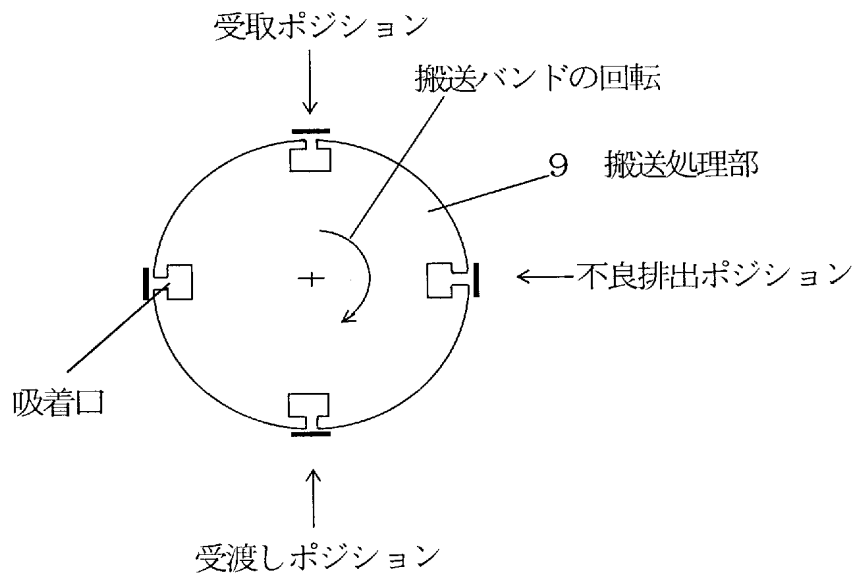 受取ポジション
搬送バンドの回転
9 搬送処理部
不良排出ポジション
吸着口
受渡しポジション